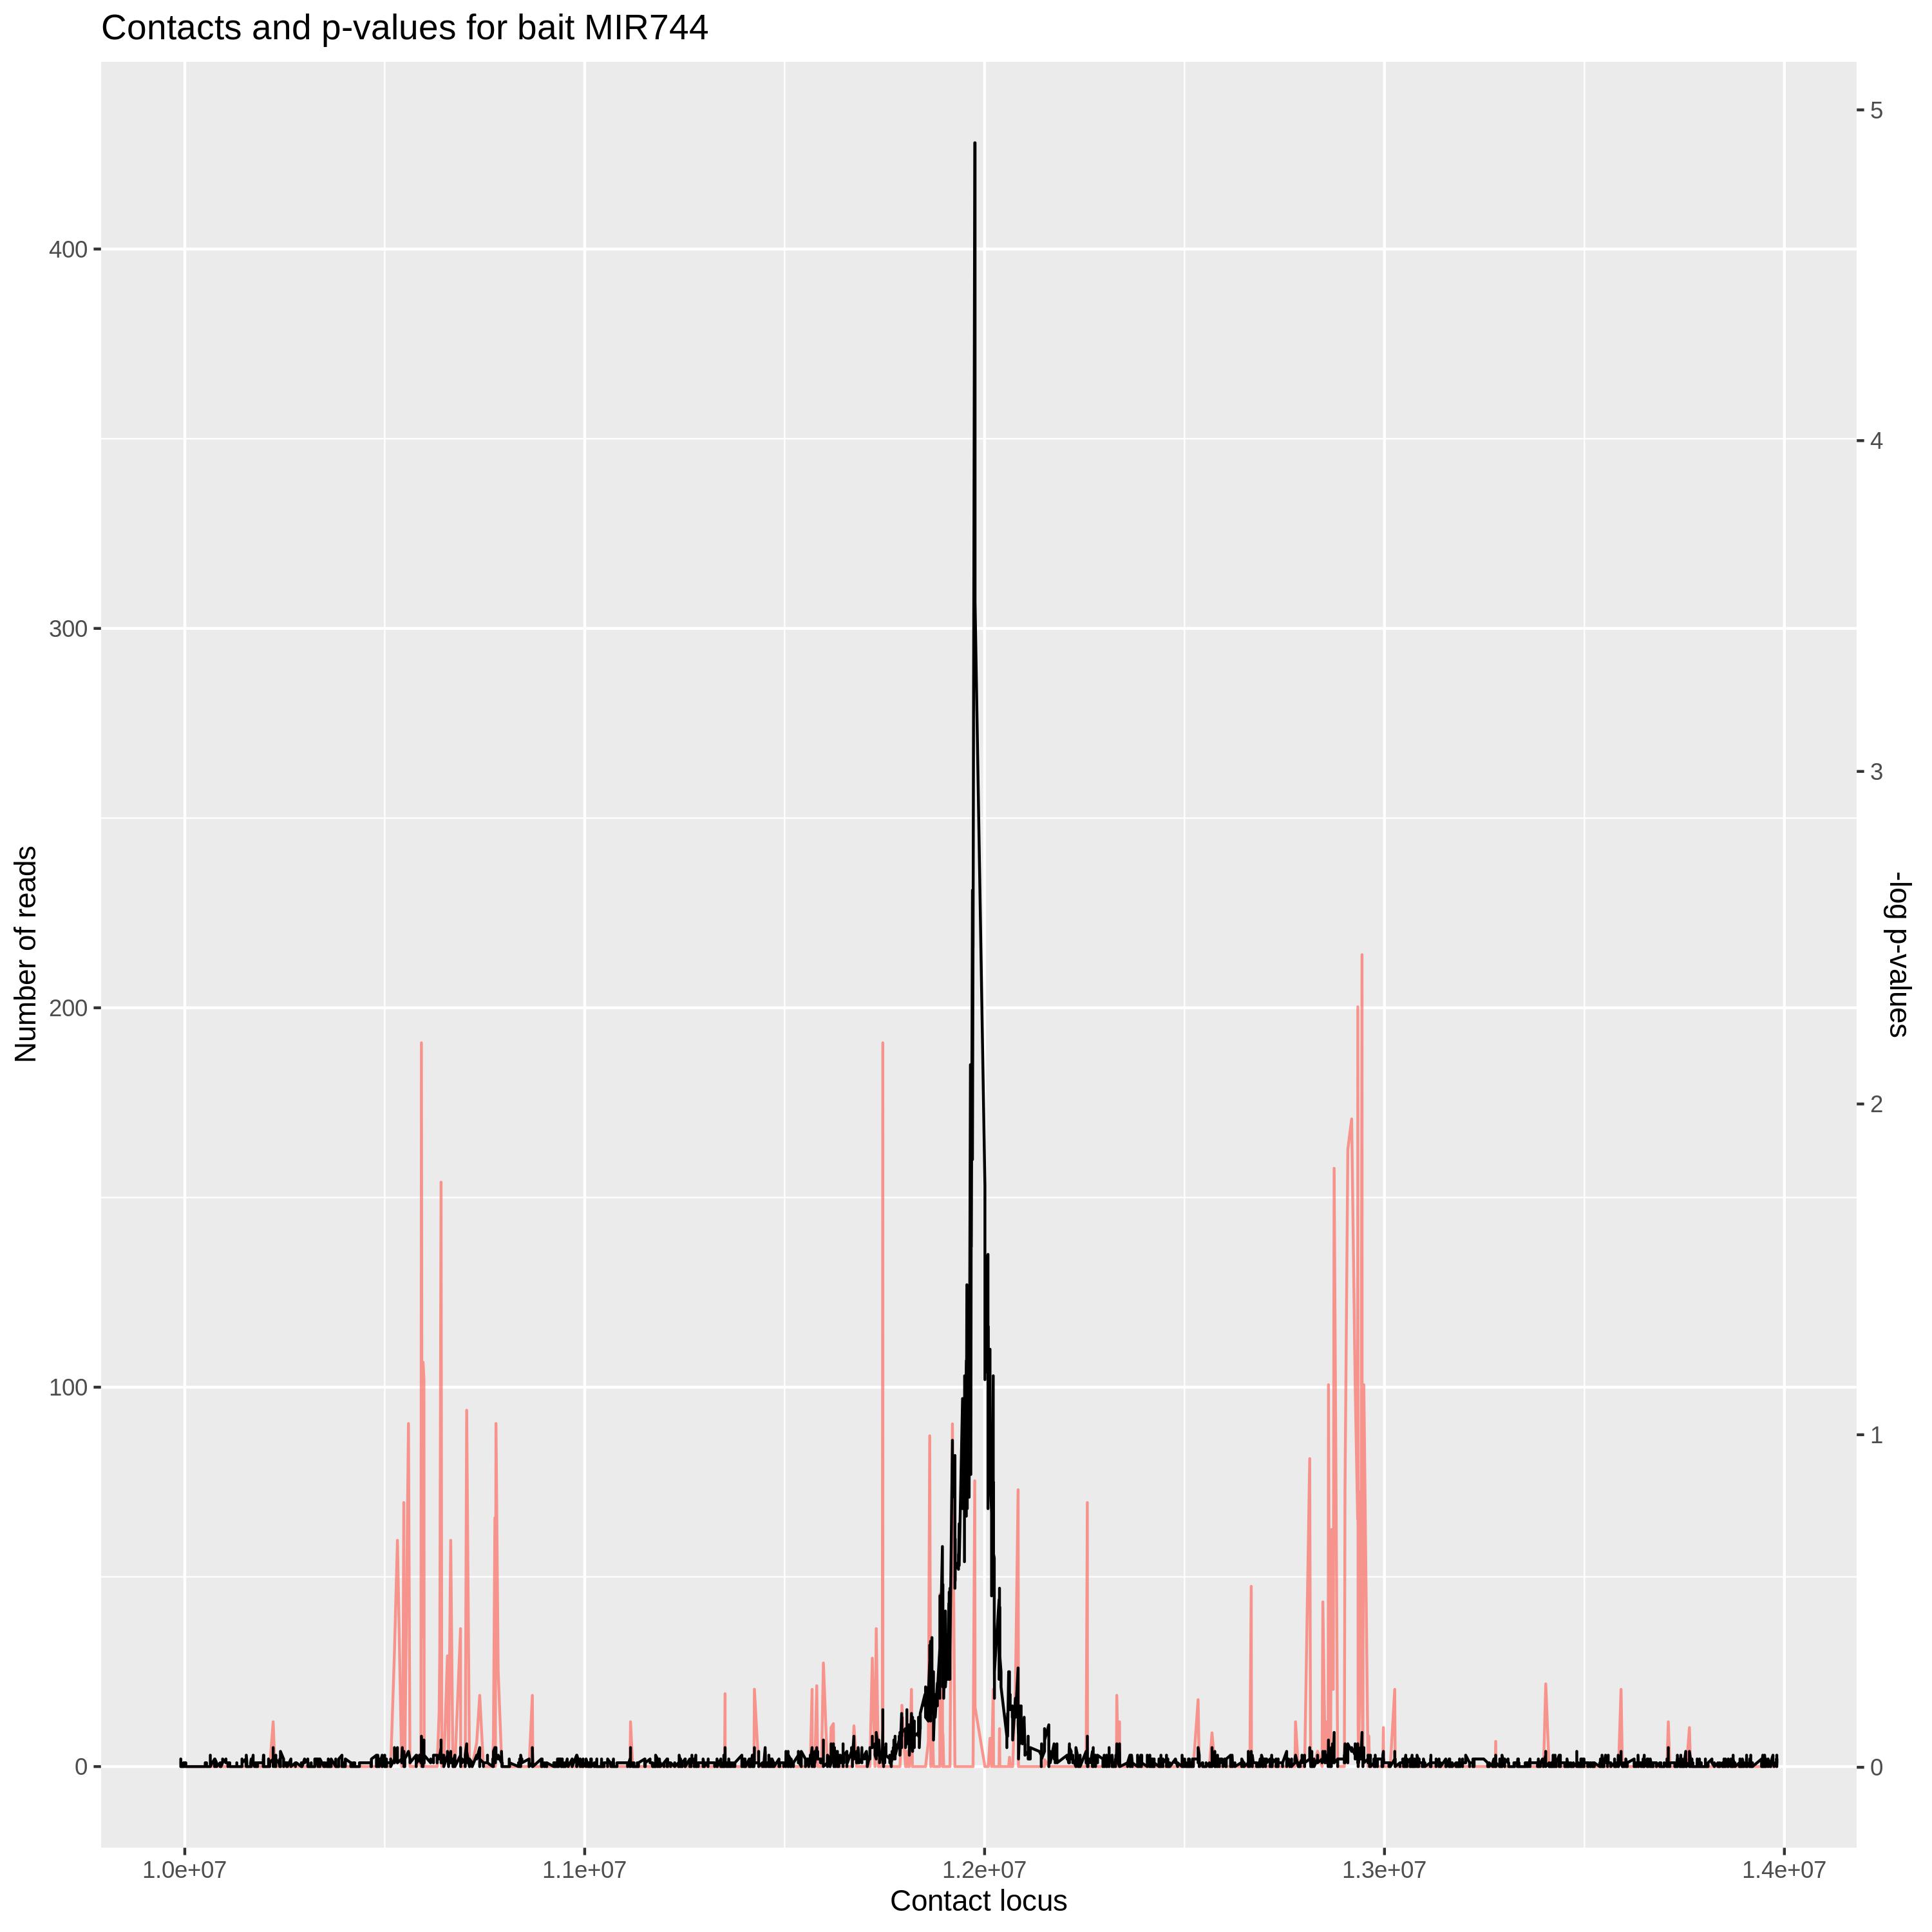 Contacts and p-values for bait MIR744
Number of reads
400
300
200
100
0
5
4
3
2
1
0
-log p-values
1.0e+07
1.1e+07
1.2e+07
1.3e+07
1.4e+07
Contact locus